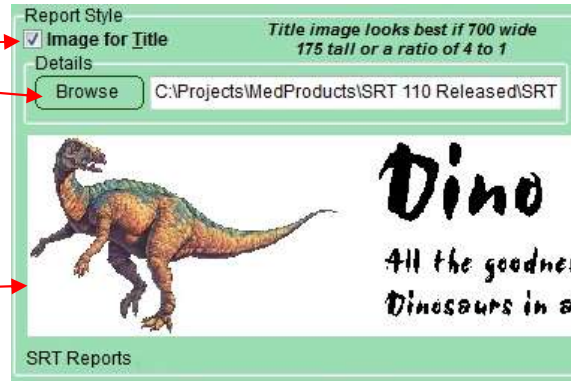 Report Style
Image for Title
Title image looks best if 700 wide
175 tall or a ratio of 4 to 1
Details
Browse
C:\Projects\MedProducts\SRT 110 Released\SRT
Dino
All the goodnes
Dinosaurs in a
SRT Reports